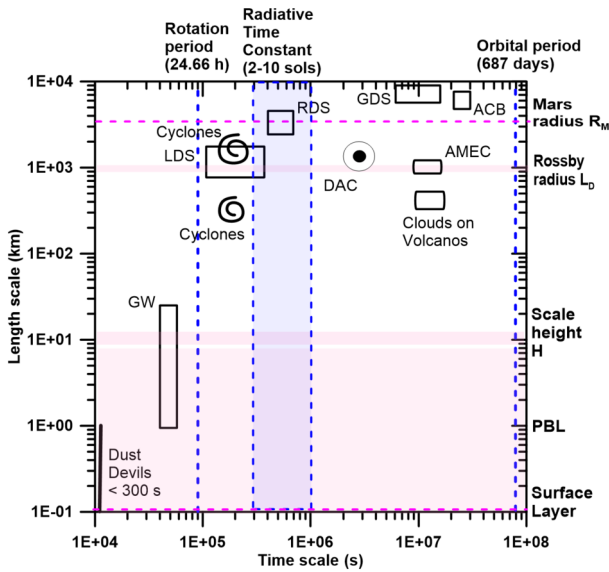 Rotation
period
(24.66 h)
Radiative
Time
Constant
(2-10 sols)
Orbital period
(687 days)
1E+04
1E+03
1E+02
1E+01
1E+00
1E-01
Length scale (km)
RDS
GDS
ACB
Cyclones
LDS
DAC
AMEC
Cyclones
Clouds on
Volcanos
GW
Dust
Devils
< 300 s
Mars
radius R_M
Rossby
radius L_D
Scale
height
H
PBL
Surface
Layer
1E+04
1E+05
1E+06
1E+07
1E+08
Time scale (s)